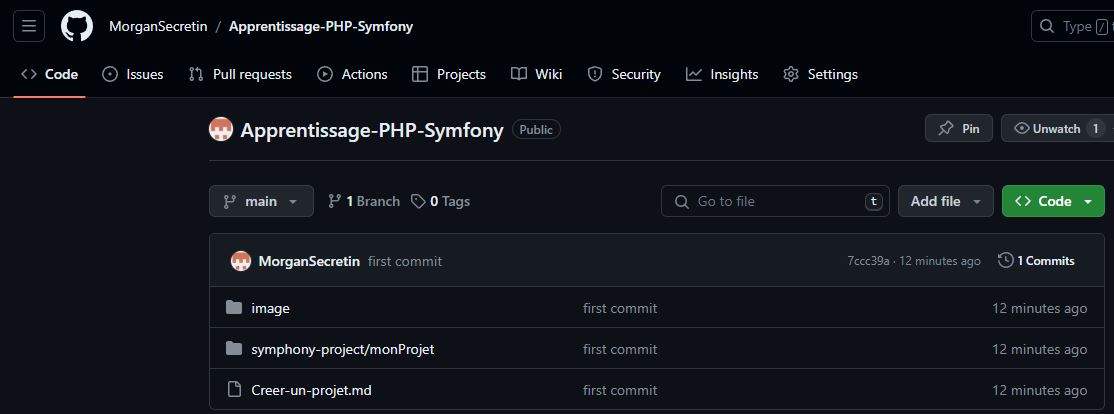 MorganSecretin / Apprentissage-PHP-Symfony
Type /
Code Issues Pull requests Actions Projects Wiki Security Insights Settings
Apprentissage-PHP-Symfony Public Pin Unwatch 1
main 1 Branch 0 Tags Go to file t Add file Code
MorganSecretin first commit 7ccc39a · 12 minutes ago 1 Commits
image first commit 12 minutes ago
symphony-project/monProjet first commit 12 minutes ago
Creer-un-projet.md first commit 12 minutes ago